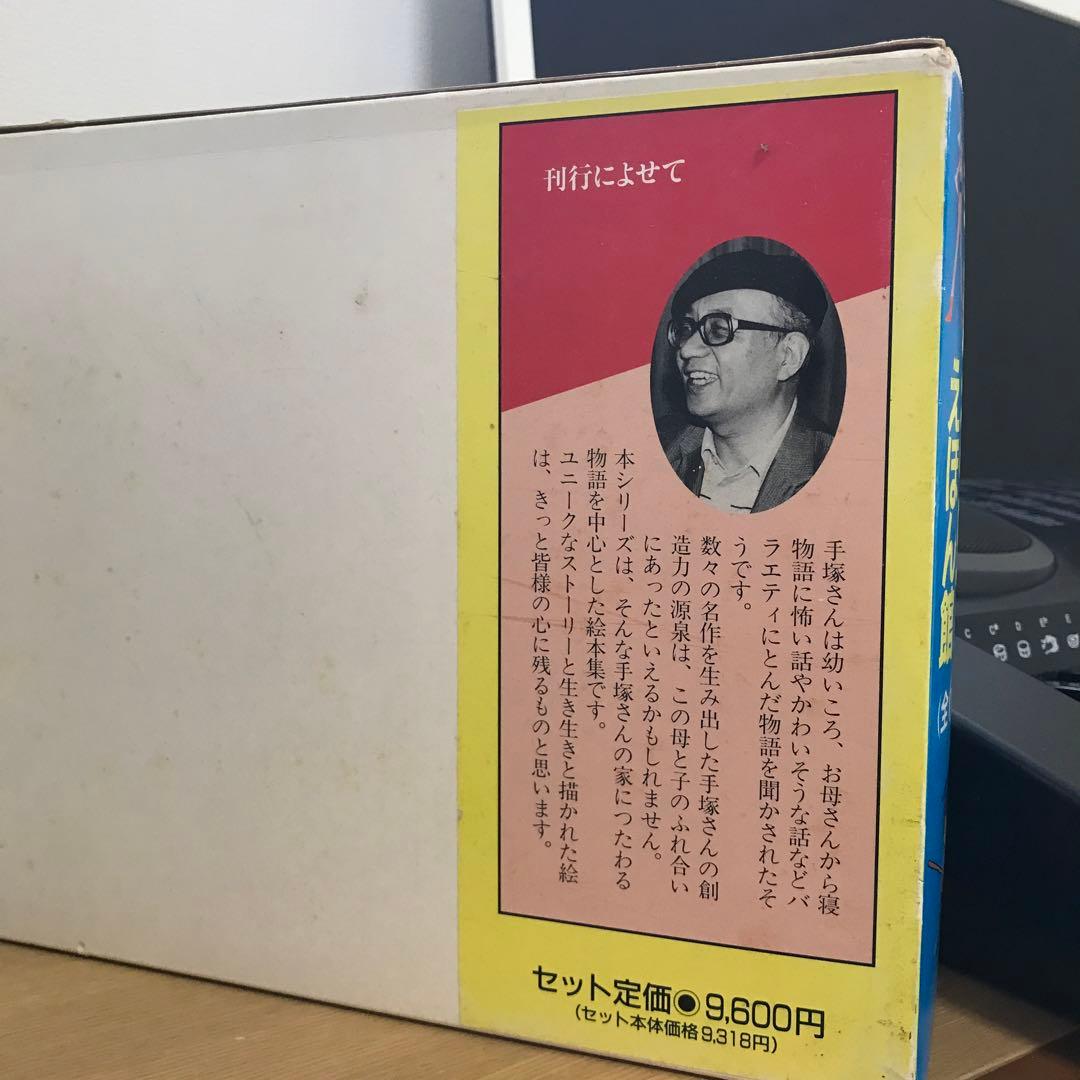 刊行によせて
手塚さんは幼いころ、お母さんから寝
物語に怖い話やかわいそうな話などバ
ラエティにとんだ物語を聞かされたそ
うです。
数々の名作を生み出した手塚さんの創
造力の源泉は、この母と子のふれ合い
にあったといえるかもしれません。
本シリーズは、そんな手塚さんの家につたわる
物語を中心とした絵本集です。
ユニークなストーリーと生き生きと描かれた絵
は、きっと皆様の心に残るものと思います。
セット定価◉9,600円
(セット本体価格9,318円)
えほん館